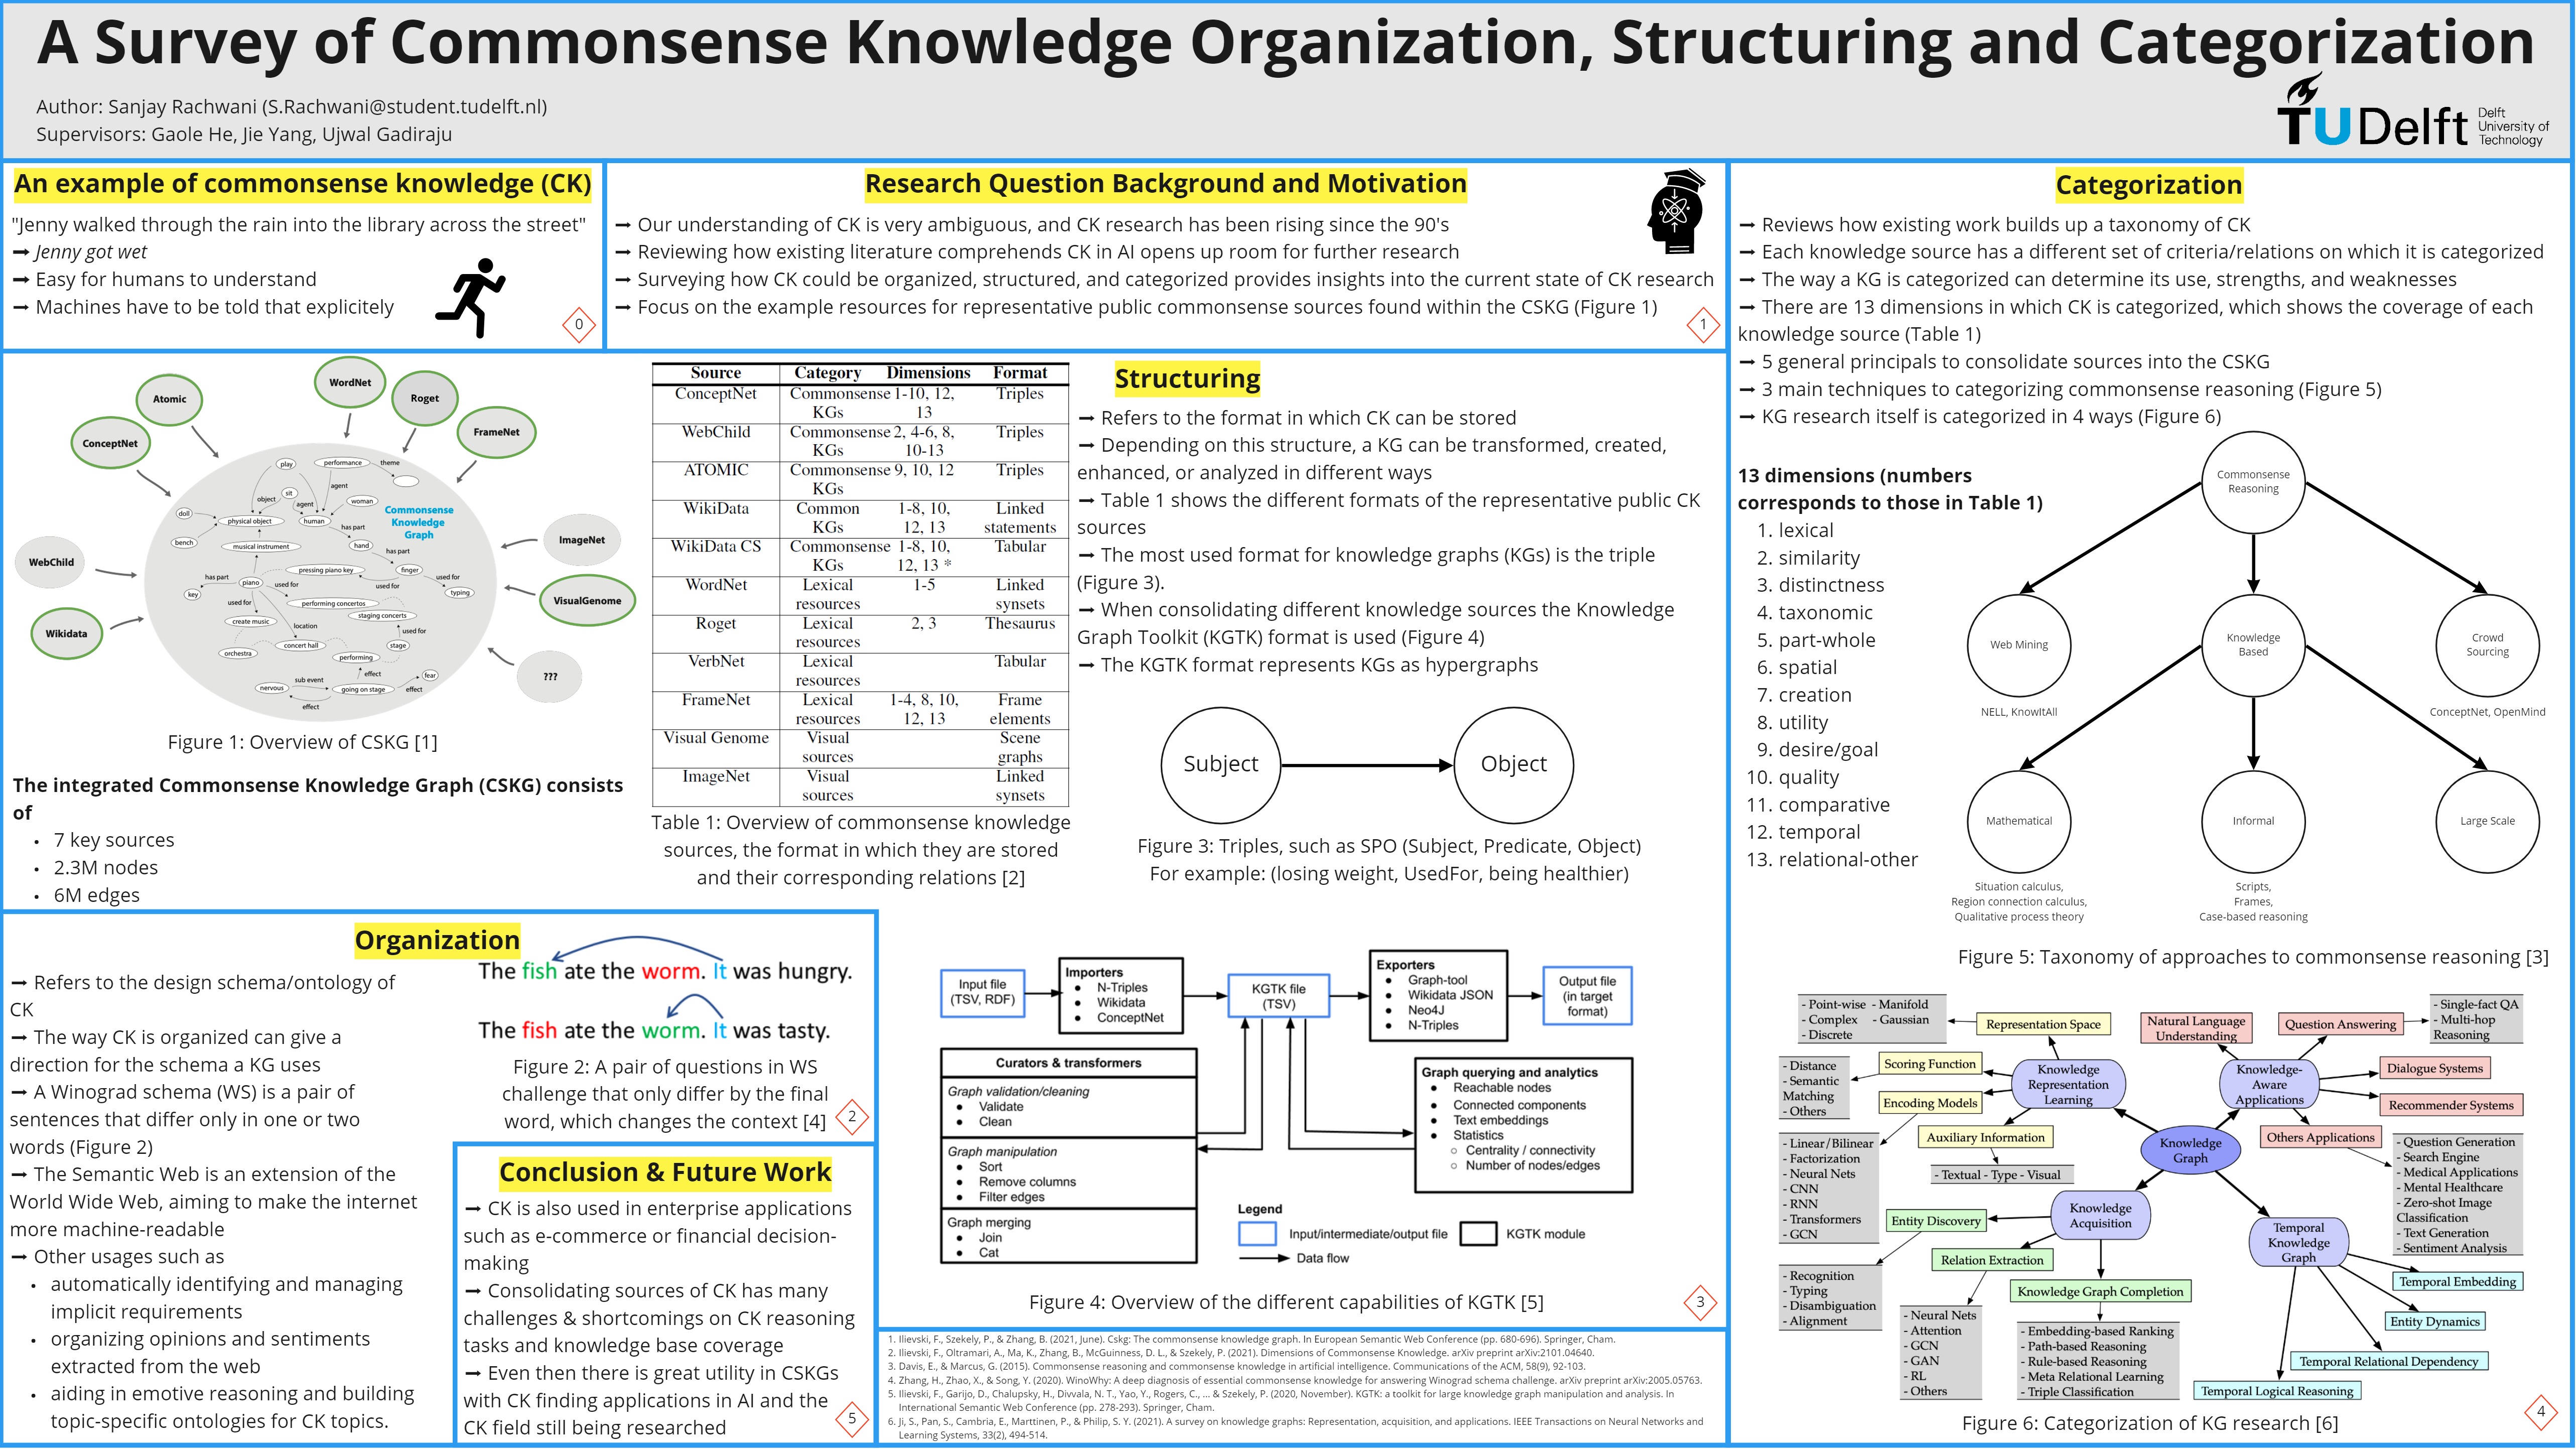 A Survey of Commonsense Knowledge Organization, Structuring and Categorization
Author: Sanjay Rachwani (S.Rachwani@student.tudelft.nl)
Supervisors: Gaole He, Jie Yang, Ujwal Gadiraju
TUDelft
Delft
University of
Technology
An example of commonsense knowledge (CK)
"Jenny walked through the rain into the library across the street"
→ Jenny got wet
→ Easy for humans to understand
→ Machines have to be told that explicitely
0
Research Question Background and Motivation
→ Our understanding of CK is very ambiguous, and CK research has been rising since the 90's
→ Reviewing how existing literature comprehends CK in AI opens up room for further research
→ Surveying how CK could be organized, structured, and categorized provides insights into the current state of CK research
→ Focus on the example resources for representative public commonsense sources found within the CSKG (Figure 1)
1
WordNet
Atomic
Roget
ConceptNet
FrameNet
ImageNet
WebChild
VisualGenome
Wikidata
???
Commonsense
Knowledge
Graph
play
performance
theme
agent
object
sit
agent
woman
doll
physical object
human
has part
bench
musical instrument
hand
has part
pressing piano key
finger
has part
piano
used for
used for
used for
key
typing
used for
performing concertos
staging concerts
create music
location
used for
orchestra
concert hall
stage
performing
effect
fear
sub event
nervous
going on stage
effect
effect
Figure 1: Overview of CSKG [1]
The integrated Commonsense Knowledge Graph (CSKG) consists
of
• 7 key sources
• 2.3M nodes
• 6M edges
Source Category Dimensions Format
ConceptNet Commonsense 1-10, 12, Triples
KGs 13
WebChild Commonsense 2, 4-6, 8, Triples
KGs 10-13
ATOMIC Commonsense 9, 10, 12 Triples
KGs
WikiData Common 1-8, 10, Linked
KGs 12, 13 statements
WikiData CS Commonsense 1-8, 10, Tabular
KGs 12, 13 *
WordNet Lexical 1-5 Linked
resources synsets
Roget Lexical 2, 3 Thesaurus
resources
VerbNet Lexical Tabular
resources
FrameNet Lexical 1-4, 8, 10, Frame
resources 12, 13 elements
Visual Genome Visual Scene
sources graphs
ImageNet Visual Linked
sources synsets
Table 1: Overview of commonsense knowledge
sources, the format in which they are stored
and their corresponding relations [2]
Structuring
→ Refers to the format in which CK can be stored
→ Depending on this structure, a KG can be transformed, created,
enhanced, or analyzed in different ways
→ Table 1 shows the different formats of the representative public CK
sources
→ The most used format for knowledge graphs (KGs) is the triple
(Figure 3).
→ When consolidating different knowledge sources the Knowledge
Graph Toolkit (KGTK) format is used (Figure 4)
→ The KGTK format represents KGs as hypergraphs
Subject
Object
Figure 3: Triples, such as SPO (Subject, Predicate, Object)
For example: (losing weight, UsedFor, being healthier)
Input file
(TSV, RDF)
Importers
● N-Triples
● Wikidata
● ConceptNet
KGTK file
(TSV)
Exporters
● Graph-tool
● Wikidata JSON
● Neo4J
● N-Triples
Output file
(in target
format)
Curators & transformers
Graph validation/cleaning
● Validate
● Clean
Graph manipulation
● Sort
● Remove columns
● Filter edges
Graph merging
● Join
● Cat
Graph querying and analytics
● Reachable nodes
● Connected components
● Text embeddings
● Statistics
○ Centrality / connectivity
○ Number of nodes/edges
Legend
Input/intermediate/output file
KGTK module
Data flow
Figure 4: Overview of the different capabilities of KGTK [5]
3
Organization
→ Refers to the design schema/ontology of
CK
→ The way CK is organized can give a
direction for the schema a KG uses
→ A Winograd schema (WS) is a pair of
sentences that differ only in one or two
words (Figure 2)
→ The Semantic Web is an extension of the
World Wide Web, aiming to make the internet
more machine-readable
→ Other usages such as
• automatically identifying and managing
implicit requirements
• organizing opinions and sentiments
extracted from the web
• aiding in emotive reasoning and building
topic-specific ontologies for CK topics.
The fish ate the worm. It was hungry.
The fish ate the worm. It was tasty.
Figure 2: A pair of questions in WS
challenge that only differ by the final
word, which changes the context [4]
2
Conclusion & Future Work
→ CK is also used in enterprise applications
such as e-commerce or financial decision-
making
→ Consolidating sources of CK has many
challenges & shortcomings on CK reasoning
tasks and knowledge base coverage
→ Even then there is great utility in CSKGs
with CK finding applications in AI and the
CK field still being researched
5
1. Ilievski, F., Szekely, P., & Zhang, B. (2021, June). Cskg: The commonsense knowledge graph. In European Semantic Web Conference (pp. 680-696). Springer, Cham.
2. Ilievski, F., Oltramari, A., Ma, K., Zhang, B., McGuinness, D. L., & Szekely, P. (2021). Dimensions of Commonsense Knowledge. arXiv preprint arXiv:2101.04640.
3. Davis, E., & Marcus, G. (2015). Commonsense reasoning and commonsense knowledge in artificial intelligence. Communications of the ACM, 58(9), 92-103.
4. Zhang, H., Zhao, X., & Song, Y. (2020). WinoWhy: A deep diagnosis of essential commonsense knowledge for answering Winograd schema challenge. arXiv preprint arXiv:2005.05763.
5. Ilievski, F., Garijo, D., Chalupsky, H., Divvala, N. T., Yao, Y., Rogers, C., ... & Szekely, P. (2020, November). KGTK: a toolkit for large knowledge graph manipulation and analysis. In
International Semantic Web Conference (pp. 278-293). Springer, Cham.
6. Ji, S., Pan, S., Cambria, E., Marttinen, P., & Philip, S. Y. (2021). A survey on knowledge graphs: Representation, acquisition, and applications. IEEE Transactions on Neural Networks and
Learning Systems, 33(2), 494-514.
Categorization
→ Reviews how existing work builds up a taxonomy of CK
→ Each knowledge source has a different set of criteria/relations on which it is categorized
→ The way a KG is categorized can determine its use, strengths, and weaknesses
→ There are 13 dimensions in which CK is categorized, which shows the coverage of each
knowledge source (Table 1)
→ 5 general principals to consolidate sources into the CSKG
→ 3 main techniques to categorizing commonsense reasoning (Figure 5)
→ KG research itself is categorized in 4 ways (Figure 6)
13 dimensions (numbers
corresponds to those in Table 1)
1. lexical
2. similarity
3. distinctness
4. taxonomic
5. part-whole
6. spatial
7. creation
8. utility
9. desire/goal
10. quality
11. comparative
12. temporal
13. relational-other
Commonsense
Reasoning
Web Mining
Knowledge
Based
Crowd
Sourcing
NELL, KnowItAll
ConceptNet, OpenMind
Mathematical
Informal
Large Scale
Situation calculus,
Region connection calculus,
Qualitative process theory
Scripts,
Frames,
Case-based reasoning
Figure 5: Taxonomy of approaches to commonsense reasoning [3]
- Point-wise - Manifold
- Complex - Gaussian
- Discrete
Representation Space
Natural Language
Understanding
Question Answering
- Single-fact QA
- Multi-hop
Reasoning
- Distance
- Semantic
Matching
- Others
Scoring Function
Knowledge
Representation
Learning
Knowledge-
Aware
Applications
Dialogue Systems
Encoding Models
Recommender Systems
Auxiliary Information
Knowledge
Graph
Others Applications
- Linear/Bilinear
- Factorization
- Neural Nets
- CNN
- RNN
- Transformers
- GCN
- Textual - Type - Visual
- Question Generation
- Search Engine
- Medical Applications
- Mental Healthcare
- Zero-shot Image
Classification
- Text Generation
- Sentiment Analysis
Entity Discovery
Knowledge
Acquisition
Temporal
Knowledge
Graph
Relation Extraction
Temporal Embedding
- Recognition
- Typing
- Disambiguation
- Alignment
Knowledge Graph Completion
Entity Dynamics
- Neural Nets
- Attention
- GCN
- GAN
- RL
- Others
- Embedding-based Ranking
- Path-based Reasoning
- Rule-based Reasoning
- Meta Relational Learning
- Triple Classification
Temporal Relational Dependency
Temporal Logical Reasoning
Figure 6: Categorization of KG research [6]
4